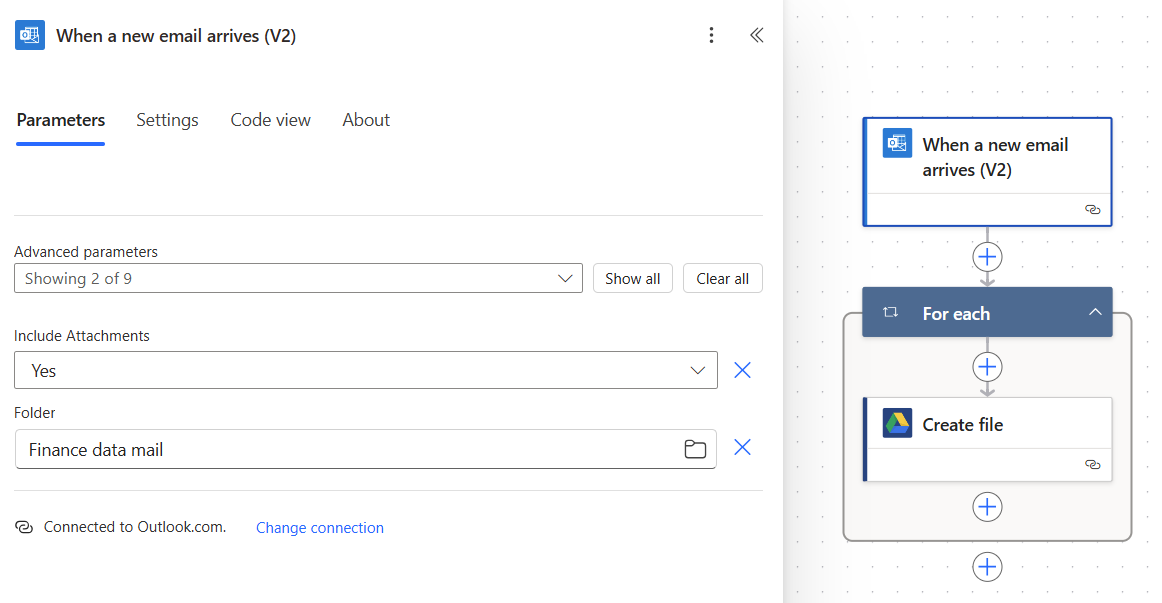 When a new email arrives (V2)
Parameters Settings Code view About
Advanced parameters
Showing 2 of 9 Show all Clear all
Include Attachments
Yes
Folder
Finance data mail
Connected to Outlook.com. Change connection
When a new email
arrives (V2)
For each
Create file